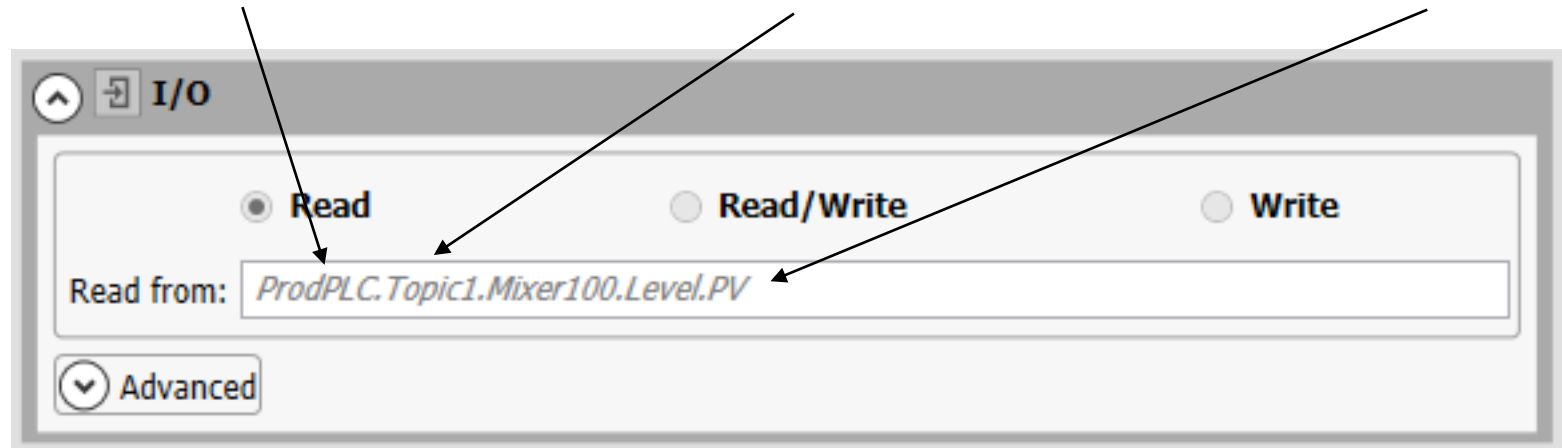 I/O
Read Read/Write Write
Read from: ProdPLC.Topic1.Mixer100.Level.PV
Advanced